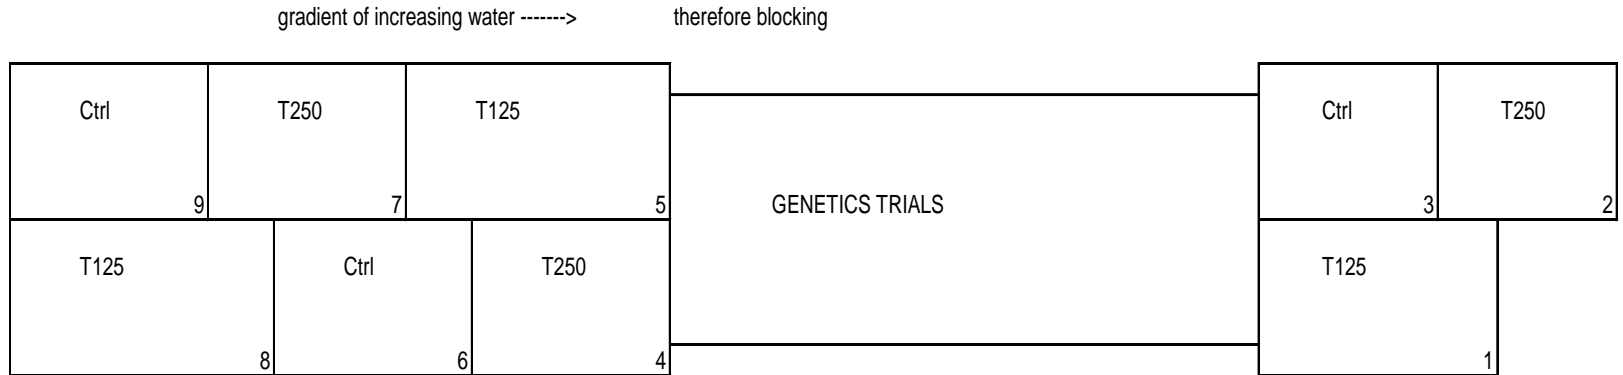 gradient of increasing water -------> therefore blocking
Ctrl T250 T125 Ctrl T250
9 7 5 GENETICS TRIALS 3 2
T125 Ctrl T250 T125
8 6 4 1